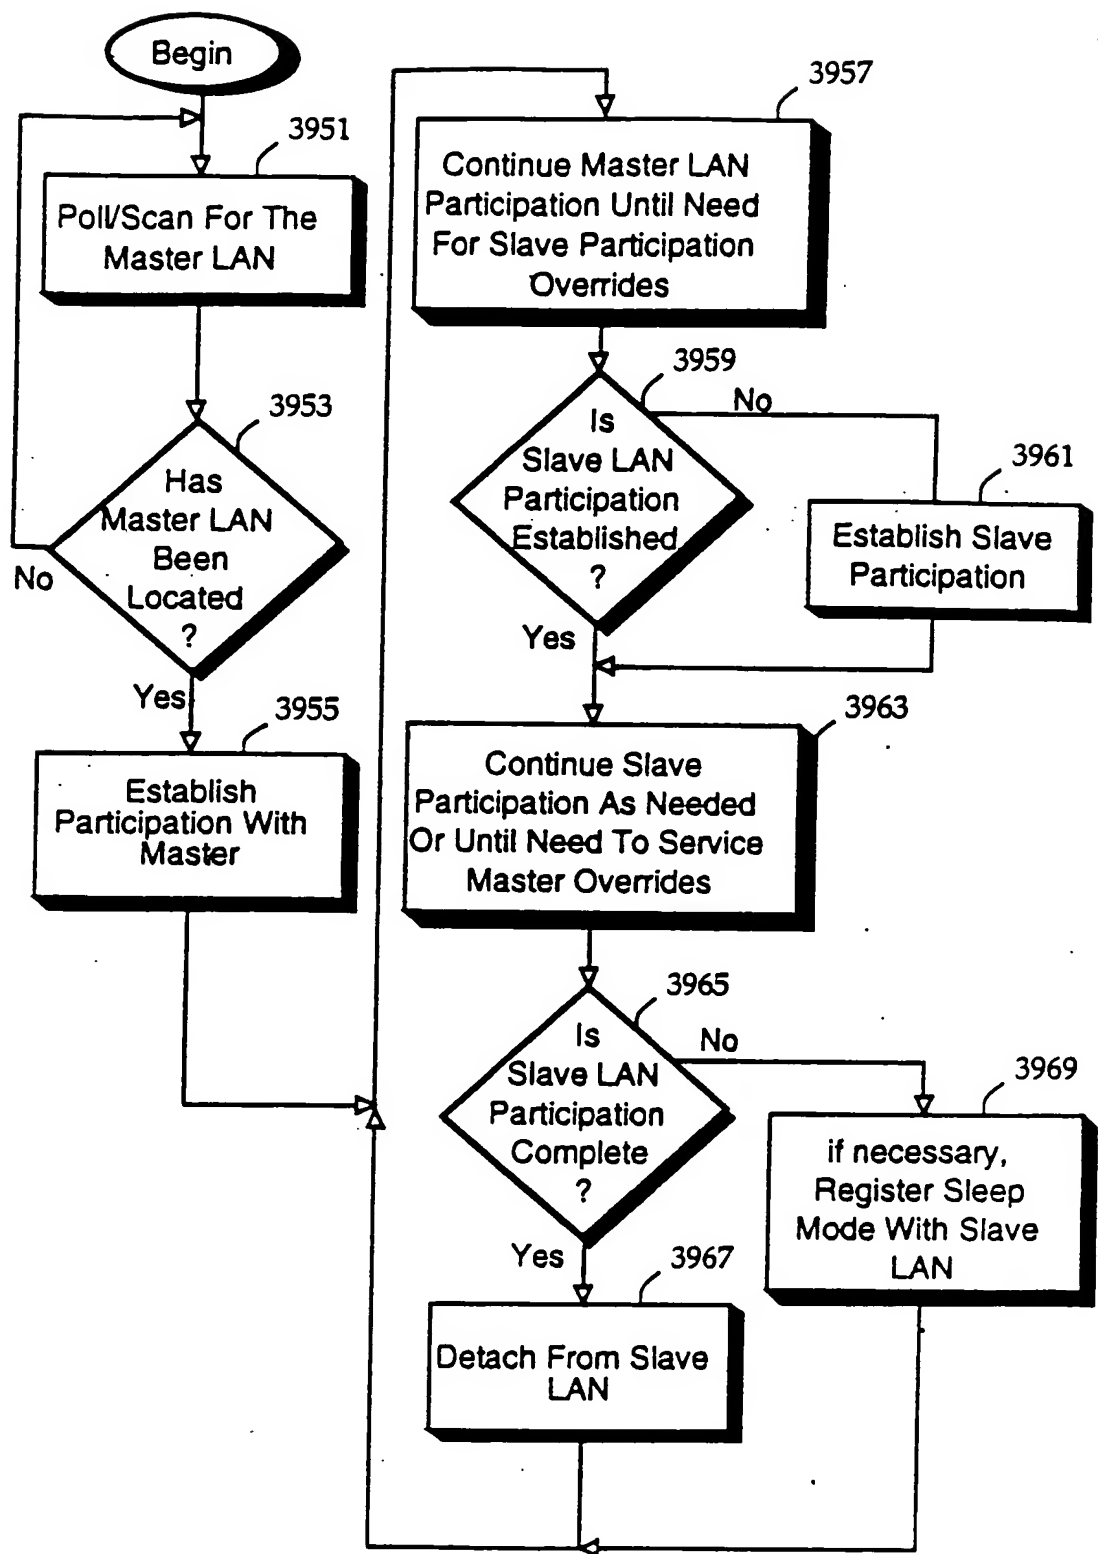 Begin
3951
Poll/Scan For The
Master LAN
3953
Has
Master LAN
Been
Located
?
No
Yes
3955
Establish
Participation With
Master
3957
Continue Master LAN
Participation Until Need
For Slave Participation
Overrides
3959
Is
Slave LAN
Participation
Established
?
No
3961
Establish Slave
Participation
Yes
3963
Continue Slave
Participation As Needed
Or Until Need To Service
Master Overrides
3965
Is
Slave LAN
Participation
Complete
?
No
3969
if necessary,
Register Sleep
Mode With Slave
LAN
Yes
3967
Detach From Slave
LAN